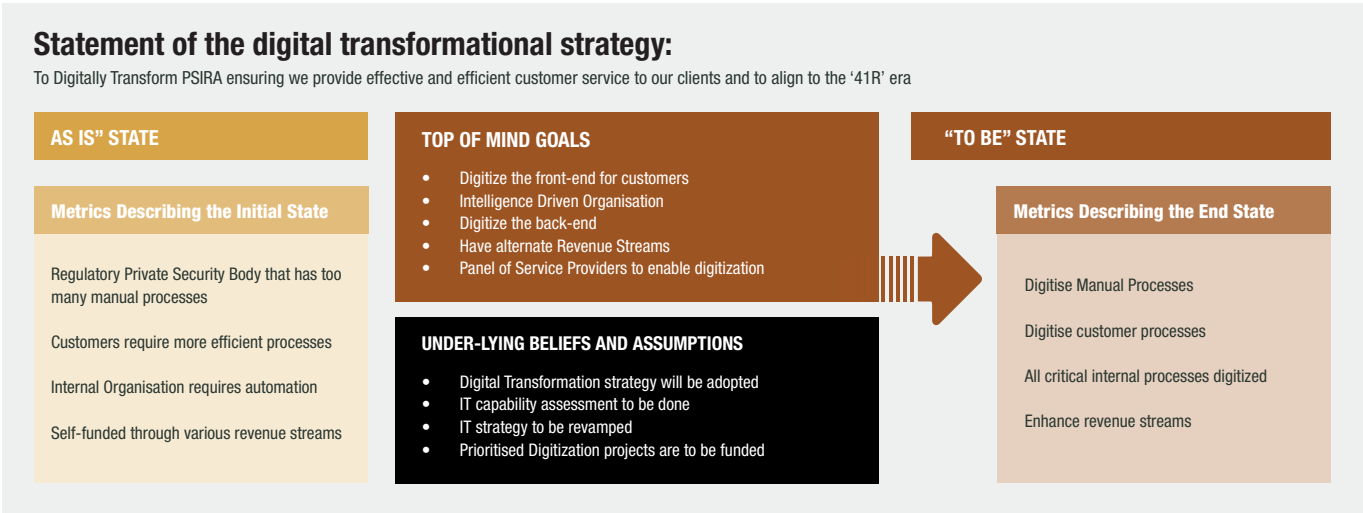 Statement of the digital transformational strategy:
To Digitally Transform PSIRA ensuring we provide effective and efficient customer service to our clients and to align to the ‘41R’ era
AS IS” STATE
Metrics Describing the Initial State
Regulatory Private Security Body that has too
many manual processes
Customers require more efficient processes
Internal Organisation requires automation
Self-funded through various revenue streams
TOP OF MIND GOALS
• Digitize the front-end for customers
• Intelligence Driven Organisation
• Digitize the back-end
• Have alternate Revenue Streams
• Panel of Service Providers to enable digitization
UNDER-LYING BELIEFS AND ASSUMPTIONS
• Digital Transformation strategy will be adopted
• IT capability assessment to be done
• IT strategy to be revamped
• Prioritised Digitization projects are to be funded
“TO BE” STATE
Metrics Describing the End State
Digitise Manual Processes
Digitise customer processes
All critical internal processes digitized
Enhance revenue streams